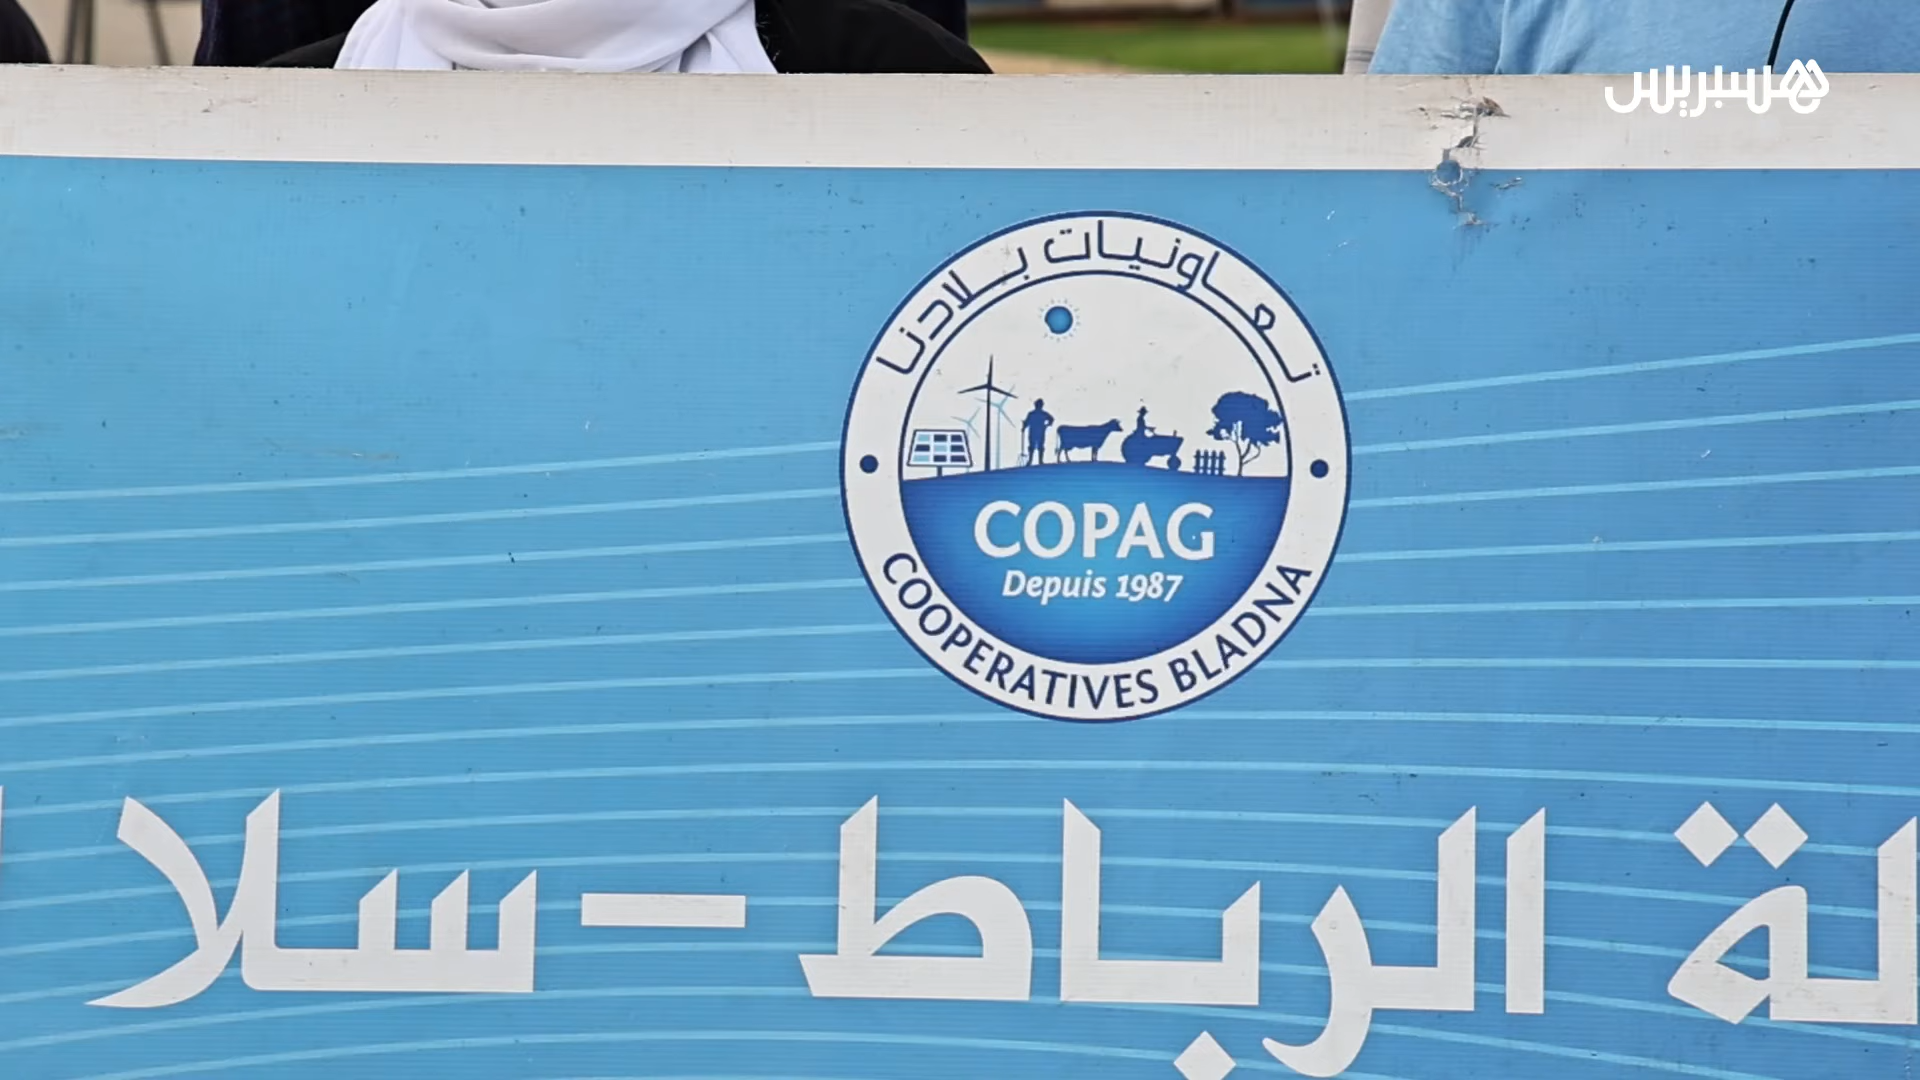 هسبريس
تعاونيات بلادنا
COPAG
Depuis 1987
COOPERATIVES BLADNA
الرباط - سلا